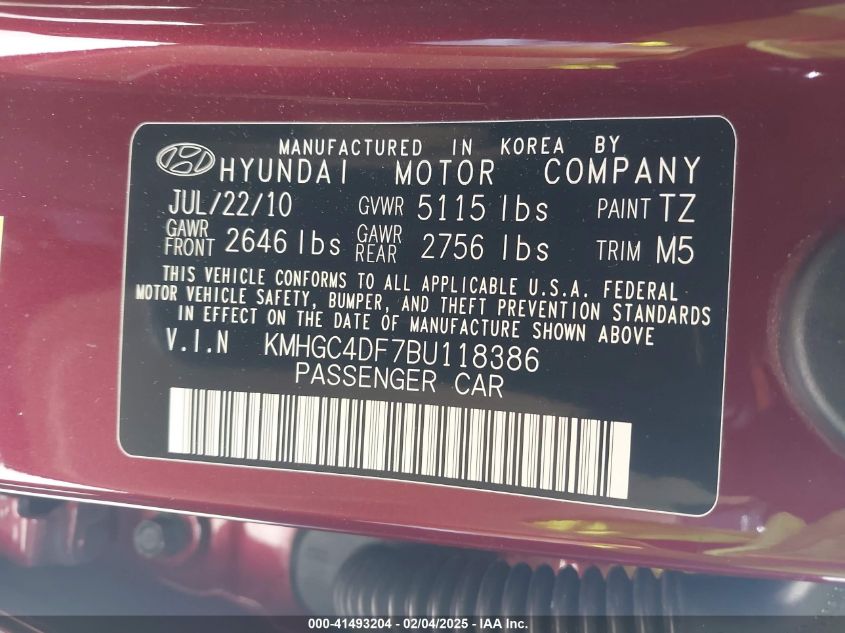 MANUFACTURED IN KOREA BY
HYUNDAI MOTOR COMPANY
JUL/22/10 GVWR 5115 lbs PAINT TZ
GAWR FRONT 2646 lbs GAWR REAR 2756 lbs TRIM M5
THIS VEHICLE CONFORMS TO ALL APPLICABLE U.S.A. FEDERAL
MOTOR VEHICLE SAFETY, BUMPER, AND THEFT PREVENTION STANDARDS
IN EFFECT ON THE DATE OF MANUFACTURE SHOWN ABOVE
V.I.N KMHGC4DF7BU118386
PASSENGER CAR
000-41493204 - 02/04/2025 - IAA, Inc.